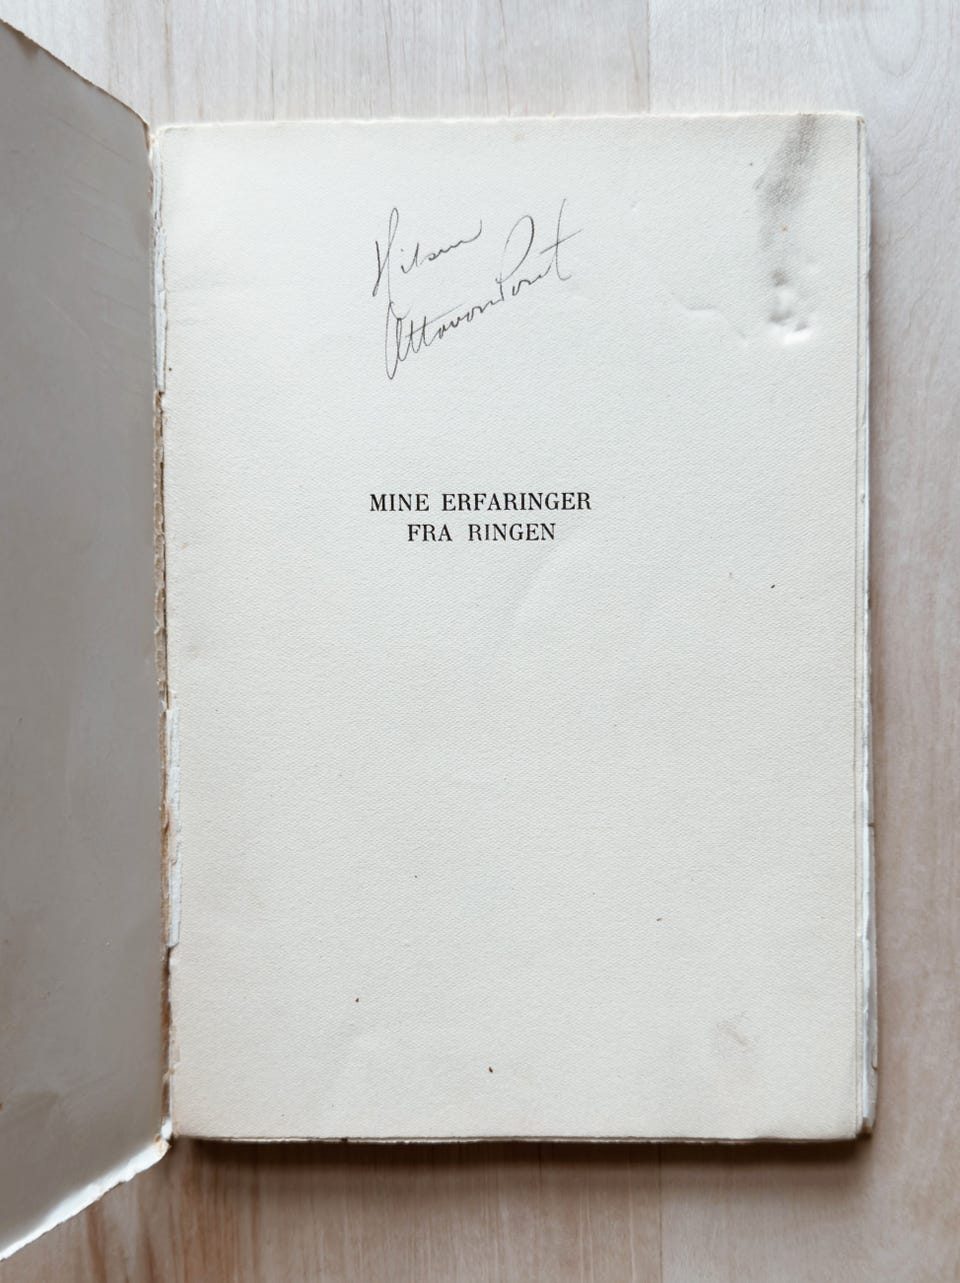 Hilsen
Otto von Porat
MINE ERFARINGER
FRA RINGEN